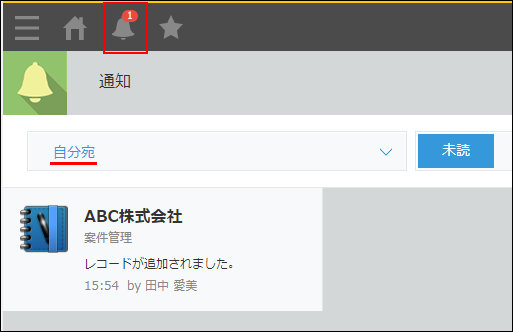 1
通知
自分宛
未読
ABC株式会社
案件管理
レコードが追加されました。
15:54 by 田中 愛美